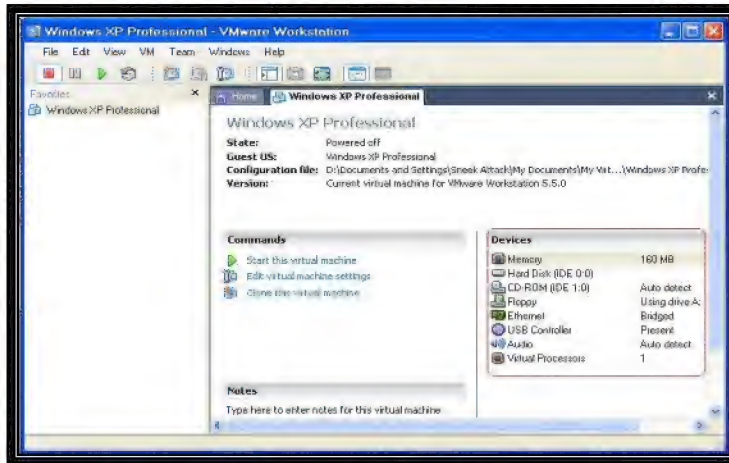 Windows XP Professional - VMware Workstation
File Edit View VM Team Windows Help
Favorites
Windows XP Professional
Home
Windows XP Professional
Windows XP Professional
State: Powered off
Guest OS: Windows XP Professional
Configuration file: D:\Documents and Settings\Sneek Attack\My Documents\My Virt...\Windows XP Profe
Version: Current virtual machine for VMware Workstation 5.5.0
Commands
Start this virtual machine
Edit virtual machine settings
Clone this virtual machine
Devices
Memory 160 MB
Hard Disk (IDE 0:0)
CD-ROM (IDE 1:0) Auto detect
Floppy Using drive A:
Ethernet Bridged
USB Controller Present
Audio Auto detect
Virtual Processors 1
Notes
Type here to enter notes for this virtual machine